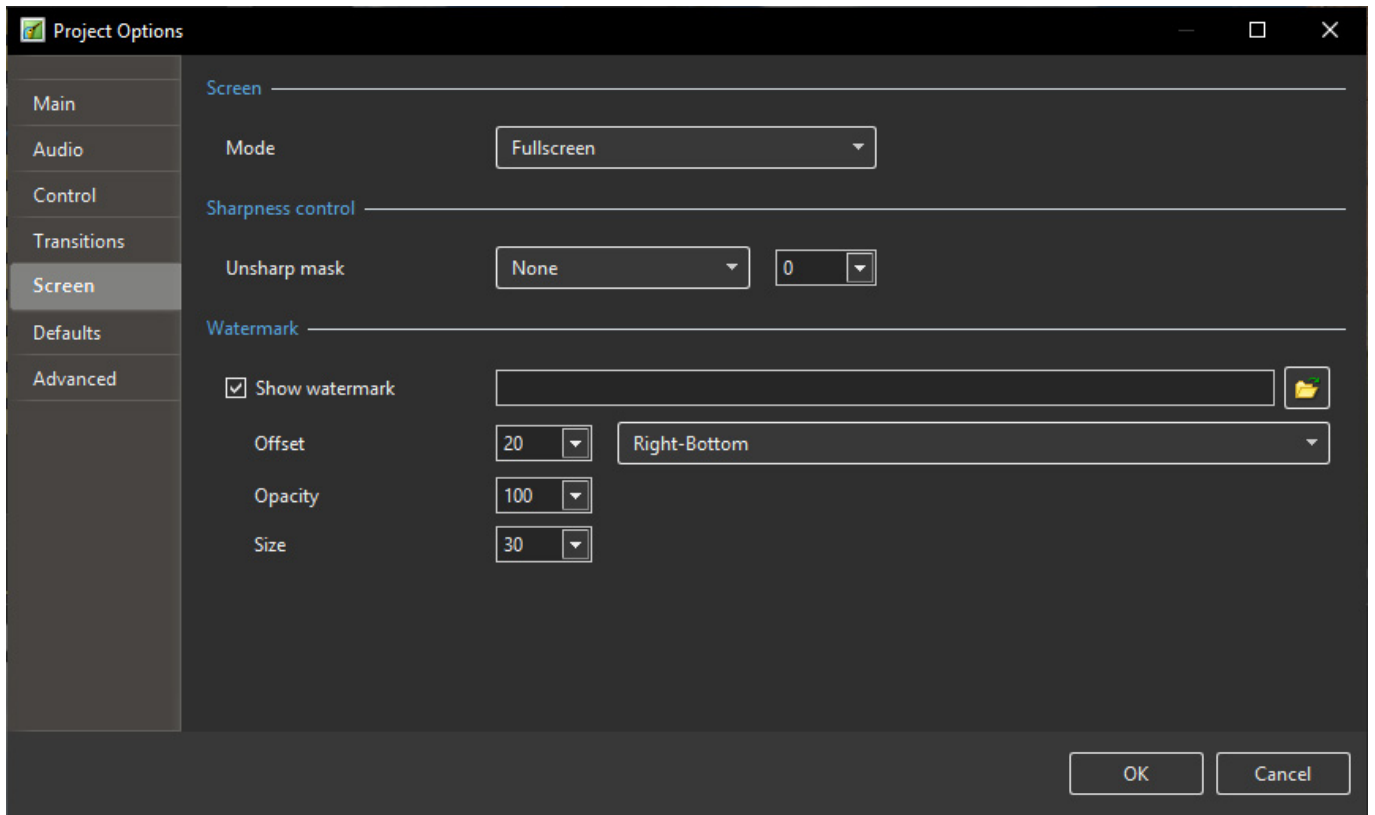 Project Options
Main
Audio
Control
Transitions
Screen
Defaults
Advanced
Screen
Mode Fullscreen
Sharpness control
Unsharp mask None 0
Watermark
Show watermark
Offset 20 Right-Bottom
Opacity 100
Size 30
OK Cancel